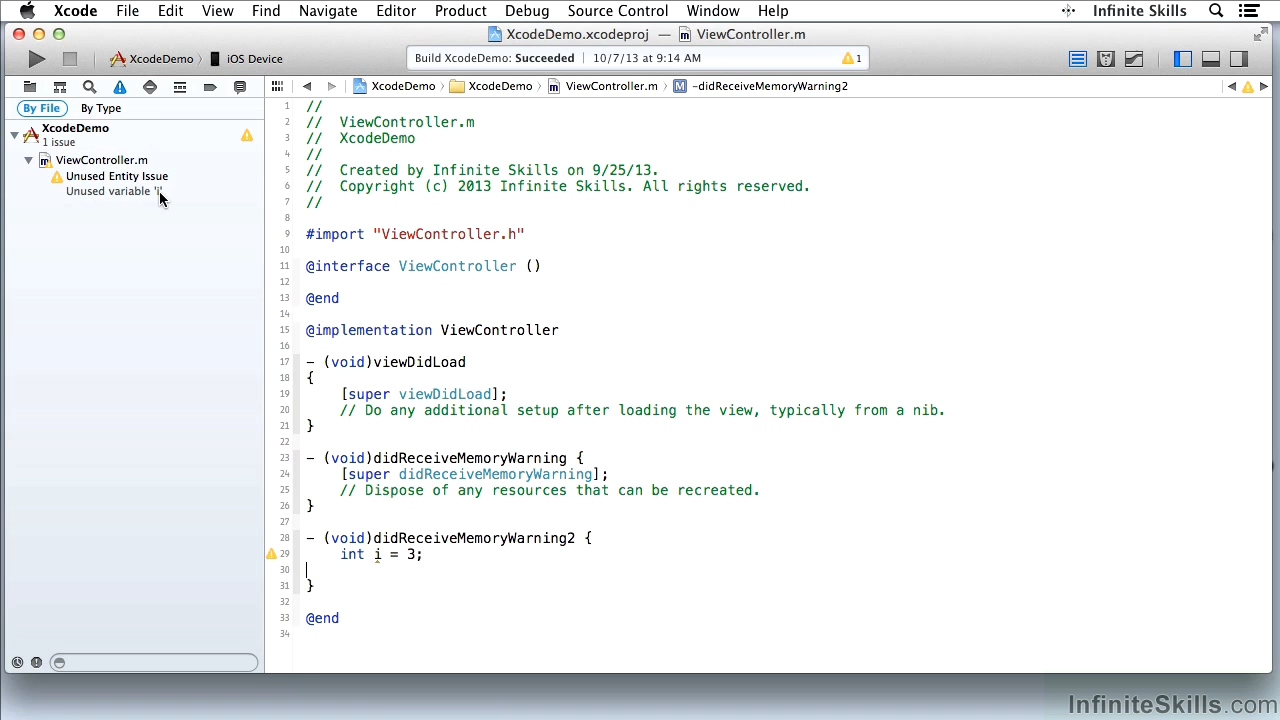 Xcode File Edit View Find Navigate Editor Product Debug Source Control Window Help Infinite Skills
XcodeDemo.xcodeproj — ViewController.m
XcodeDemo iOS Device Build XcodeDemo: Succeeded 10/7/13 at 9:14 AM 1
XcodeDemo XcodeDemo ViewController.m M -didReceiveMemoryWarning2
By File By Type
XcodeDemo
1 issue
ViewController.m
Unused Entity Issue
Unused variable 'i'
1 //
2 // ViewController.m
3 // XcodeDemo
4 //
5 // Created by Infinite Skills on 9/25/13.
6 // Copyright (c) 2013 Infinite Skills. All rights reserved.
7 //
8
9 #import "ViewController.h"
10
11 @interface ViewController ()
12
13 @end
14
15 @implementation ViewController
16
17 - (void)viewDidLoad
18 {
19 [super viewDidLoad];
20 // Do any additional setup after loading the view, typically from a nib.
21 }
22
23 - (void)didReceiveMemoryWarning {
24 [super didReceiveMemoryWarning];
25 // Dispose of any resources that can be recreated.
26 }
27
28 - (void)didReceiveMemoryWarning2 {
29 int i = 3;
30
31 }
32
33 @end
34
InfiniteSkills.com